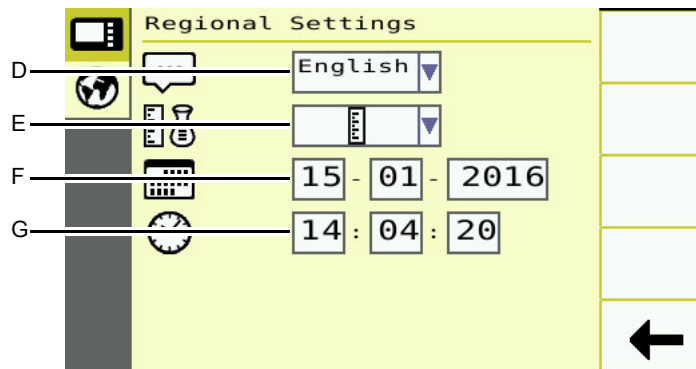 Regional Settings
D English
E
F 15 - 01 - 2016
G 14 : 04 : 20